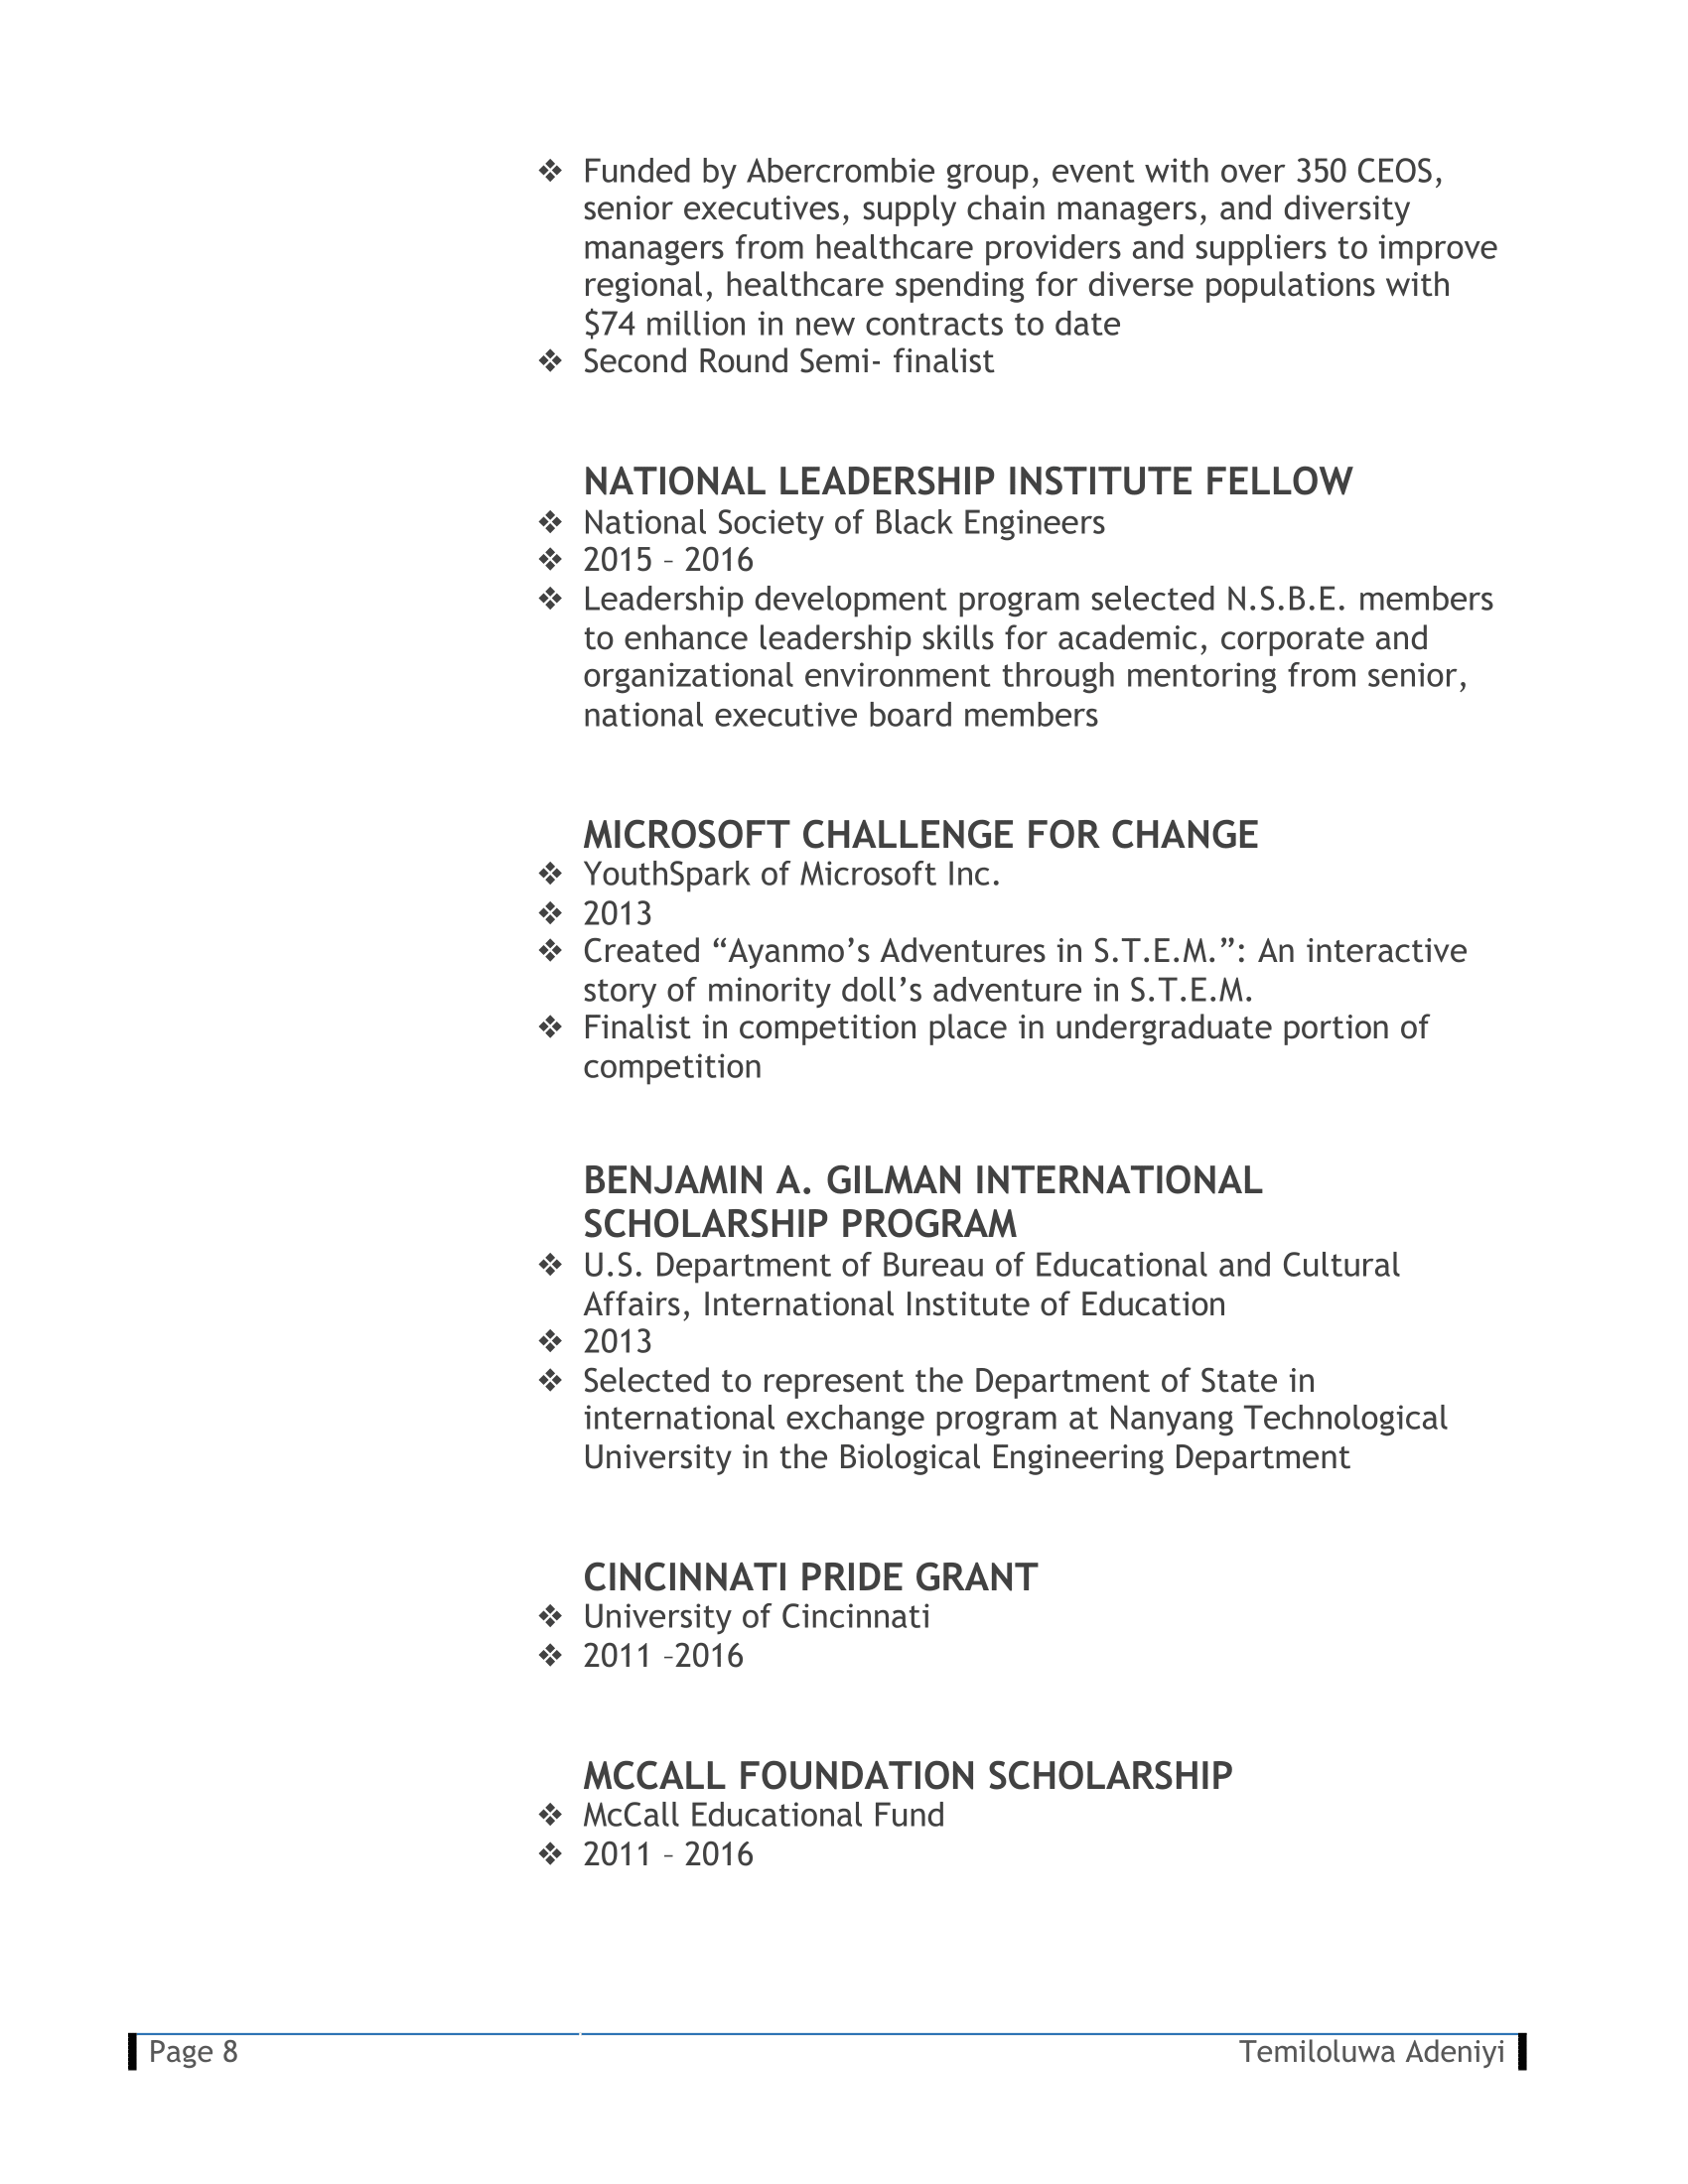 ❖ Funded by Abercrombie group, event with over 350 CEOS,
senior executives, supply chain managers, and diversity
managers from healthcare providers and suppliers to improve
regional, healthcare spending for diverse populations with
$74 million in new contracts to date
❖ Second Round Semi- finalist
NATIONAL LEADERSHIP INSTITUTE FELLOW
❖ National Society of Black Engineers
❖ 2015 – 2016
❖ Leadership development program selected N.S.B.E. members
to enhance leadership skills for academic, corporate and
organizational environment through mentoring from senior,
national executive board members
MICROSOFT CHALLENGE FOR CHANGE
❖ YouthSpark of Microsoft Inc.
❖ 2013
❖ Created “Ayanmo’s Adventures in S.T.E.M.”: An interactive
story of minority doll’s adventure in S.T.E.M.
❖ Finalist in competition place in undergraduate portion of
competition
BENJAMIN A. GILMAN INTERNATIONAL
SCHOLARSHIP PROGRAM
❖ U.S. Department of Bureau of Educational and Cultural
Affairs, International Institute of Education
❖ 2013
❖ Selected to represent the Department of State in
international exchange program at Nanyang Technological
University in the Biological Engineering Department
CINCINNATI PRIDE GRANT
❖ University of Cincinnati
❖ 2011 –2016
MCCALL FOUNDATION SCHOLARSHIP
❖ McCall Educational Fund
❖ 2011 – 2016
Page 8 Temiloluwa Adeniyi